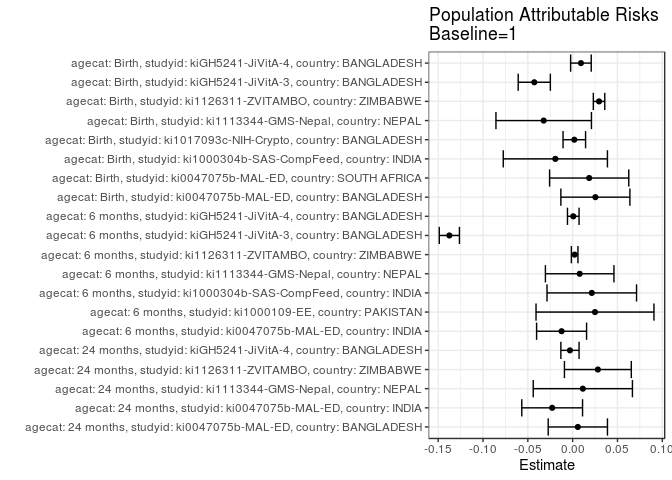 Population Attributable Risks
Baseline=1
agecat: Birth, studyid: kiGH5241-JiVitA-4, country: BANGLADESH
agecat: Birth, studyid: kiGH5241-JiVitA-3, country: BANGLADESH
agecat: Birth, studyid: ki1126311-ZVITAMBO, country: ZIMBABWE
agecat: Birth, studyid: ki1113344-GMS-Nepal, country: NEPAL
agecat: Birth, studyid: ki1017093c-NIH-Crypto, country: BANGLADESH
agecat: Birth, studyid: ki1000304b-SAS-CompFeed, country: INDIA
agecat: Birth, studyid: ki0047075b-MAL-ED, country: SOUTH AFRICA
agecat: Birth, studyid: ki0047075b-MAL-ED, country: BANGLADESH
agecat: 6 months, studyid: kiGH5241-JiVitA-4, country: BANGLADESH
agecat: 6 months, studyid: kiGH5241-JiVitA-3, country: BANGLADESH
agecat: 6 months, studyid: ki1126311-ZVITAMBO, country: ZIMBABWE
agecat: 6 months, studyid: ki1113344-GMS-Nepal, country: NEPAL
agecat: 6 months, studyid: ki1000304b-SAS-CompFeed, country: INDIA
agecat: 6 months, studyid: ki1000109-EE, country: PAKISTAN
agecat: 6 months, studyid: ki0047075b-MAL-ED, country: INDIA
agecat: 24 months, studyid: kiGH5241-JiVitA-4, country: BANGLADESH
agecat: 24 months, studyid: ki1126311-ZVITAMBO, country: ZIMBABWE
agecat: 24 months, studyid: ki1113344-GMS-Nepal, country: NEPAL
agecat: 24 months, studyid: ki0047075b-MAL-ED, country: INDIA
agecat: 24 months, studyid: ki0047075b-MAL-ED, country: BANGLADESH
-0.15 -0.10 -0.05 0.00 0.05 0.10
Estimate